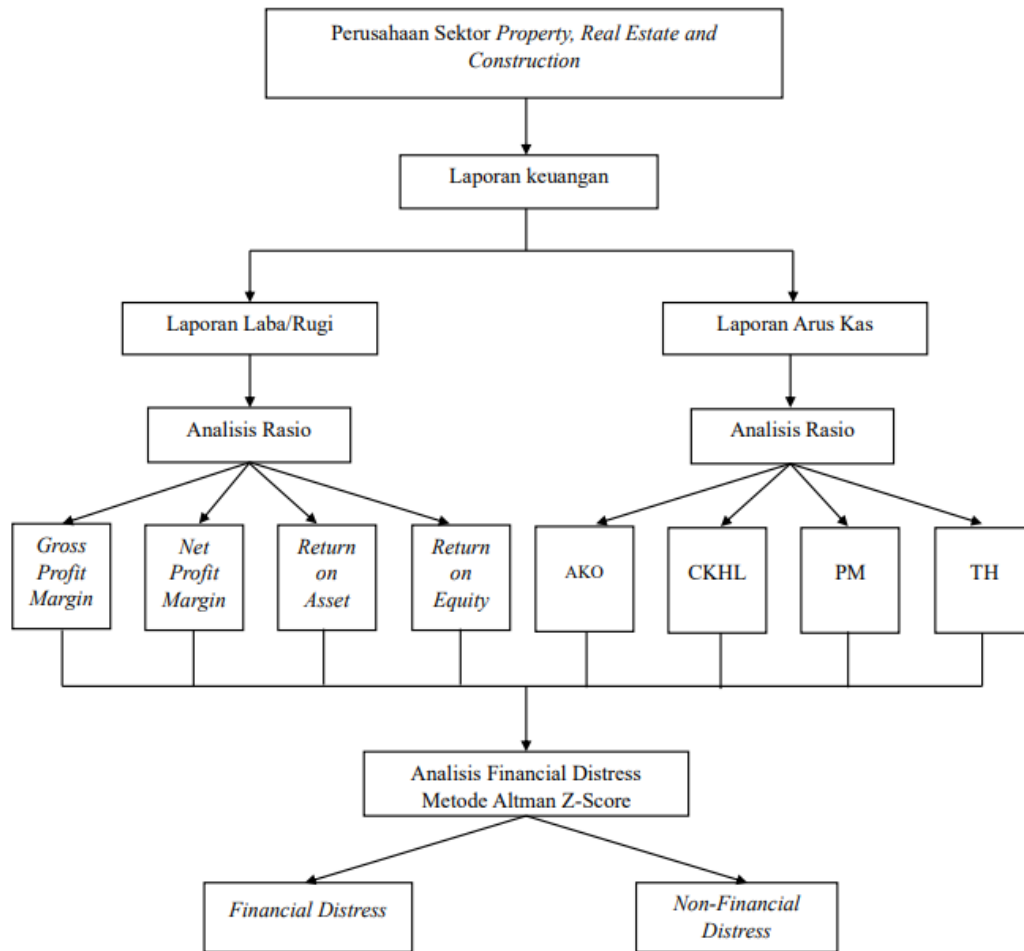 Perusahaan Sektor Property, Real Estate and
Construction
Laporan keuangan
Laporan Laba/Rugi
Laporan Arus Kas
Analisis Rasio
Analisis Rasio
Gross
Profit
Margin
Net
Profit
Margin
Return
on
Asset
Return
on
Equity
AKO
CKHL
PM
TH
Analisis Financial Distress
Metode Altman Z-Score
Financial Distress
Non-Financial
Distress